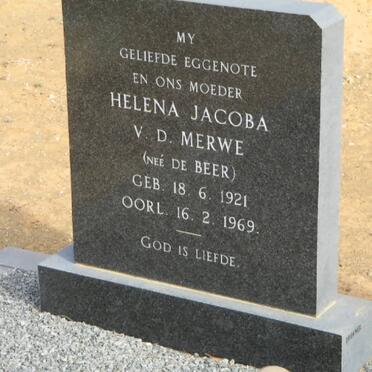 MY
GELIEFDE EGGENOTE
EN ONS MOEDER
HELENA JACOBA
V. D. MERWE
(NEÉ DE BEER)
GEB. 18. 6. 1921
OORL. 16. 2. 1969.
GOD IS LIEFDE.